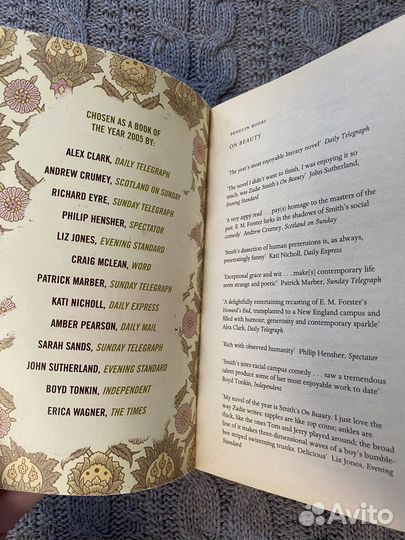 CHOSEN AS A BOOK OF
THE YEAR 2005 BY:
ALEX CLARK, DAILY TELEGRAPH
ANDREW CRUMEY, SCOTLAND ON SUNDAY
RICHARD EYRE, SUNDAY TELEGRAPH
PHILIP HENSHER, SPECTATOR
LIZ JONES, EVENING STANDARD
CRAIG McLEAN, WORD
PATRICK MARBER, SUNDAY TELEGRAPH
KATI NICHOLL, DAILY EXPRESS
AMBER PEARSON, DAILY MAIL
SARAH SANDS, SUNDAY TELEGRAPH
JOHN SUTHERLAND, EVENING STANDARD
BOYD TONKIN, INDEPENDENT
ERICA WAGNER, THE TIMES
PENGUIN BOOKS
ON BEAUTY
'The year's most enjoyable literary novel' Daily Telegraph
'The novel I didn't want to finish, I was enjoying it so
much, was Zadie Smith's On Beauty' John Sutherland,
Evening Standard
'A very zippy read . . . pay(s) homage to the masters of the
past. E. M. Forster lurks in the shadows of Smith's social
comedy' Andrew Crumey, Scotland on Sunday
'Smith's dissection of human pretensions is, as always,
penetratingly funny' Kati Nicholl, Daily Express
'Exceptional grace and wit . . . make(s) contemporary life
seem strange and poetic' Patrick Marber, Sunday Telegraph
'A delightfully entertaining recasting of E. M. Forster's
Howard's End, translated to a New England campus and
filled with humour, generosity and contemporary sparkle'
Alex Clark, Daily Telegraph
'Rich with observed humanity' Philip Hensher, Spectator
'Smith's inter-racial campus comedy . . . saw a tremendous
talent produce some of her most enjoyable work to date'
Boyd Tonkin, Independent
'My novel of the year is Smith's On Beauty. I just love the
way Zadie writes: nipples are like cup cozies; ankles are
like the ones Tom and Jerry played around; the broad
line that makes three-dimensional waves of a boy's bumble-
bee striped swimming trunks. Delicious' Liz Jones, Evening
Standard
Avito